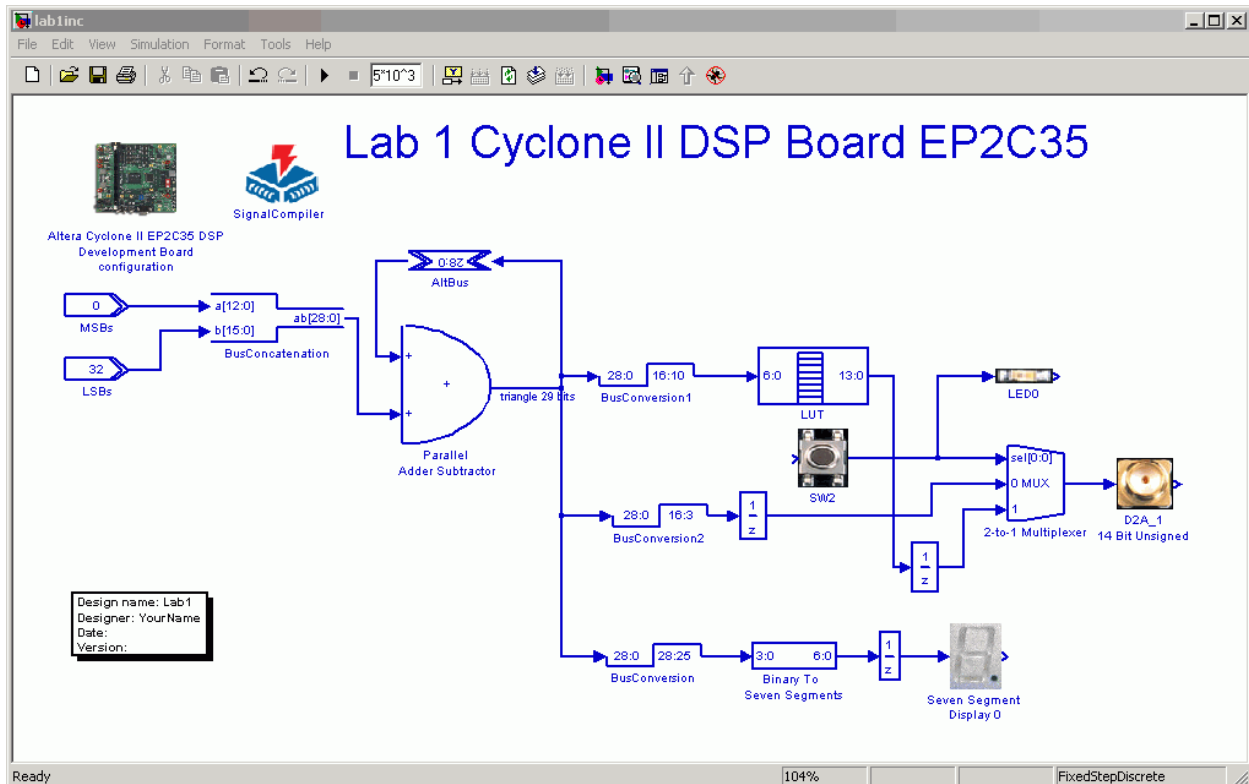 lab1inc
File Edit View Simulation Format Tools Help
5*10^3
Lab 1 Cyclone II DSP Board EP2C35
SignalCompiler
Altera Cyclone II EP2C35 DSP
Development Board
configuration
28:0
AltBus
0
MSBs
a[12:0]
b[15:0]
ab[28:0]
BusConcatenation
32
LSBs
+
+
+
Parallel
Adder Subtractor
triangle 29 bits
28:0 16:10
BusConversion1
6:0 13:0
LUT
LED0
SW2
sel[0:0]
0 MUX
1
2-to-1 Multiplexer
D2A_1
14 Bit Unsigned
28:0 16:3
BusConversion2
1
z
1
z
Design name: Lab1
Designer: YourName
Date:
Version:
28:0 28:25
BusConversion
3:0 6:0
Binary To
Seven Segments
1
z
Seven Segment
Display 0
Ready 104% FixedStepDiscrete